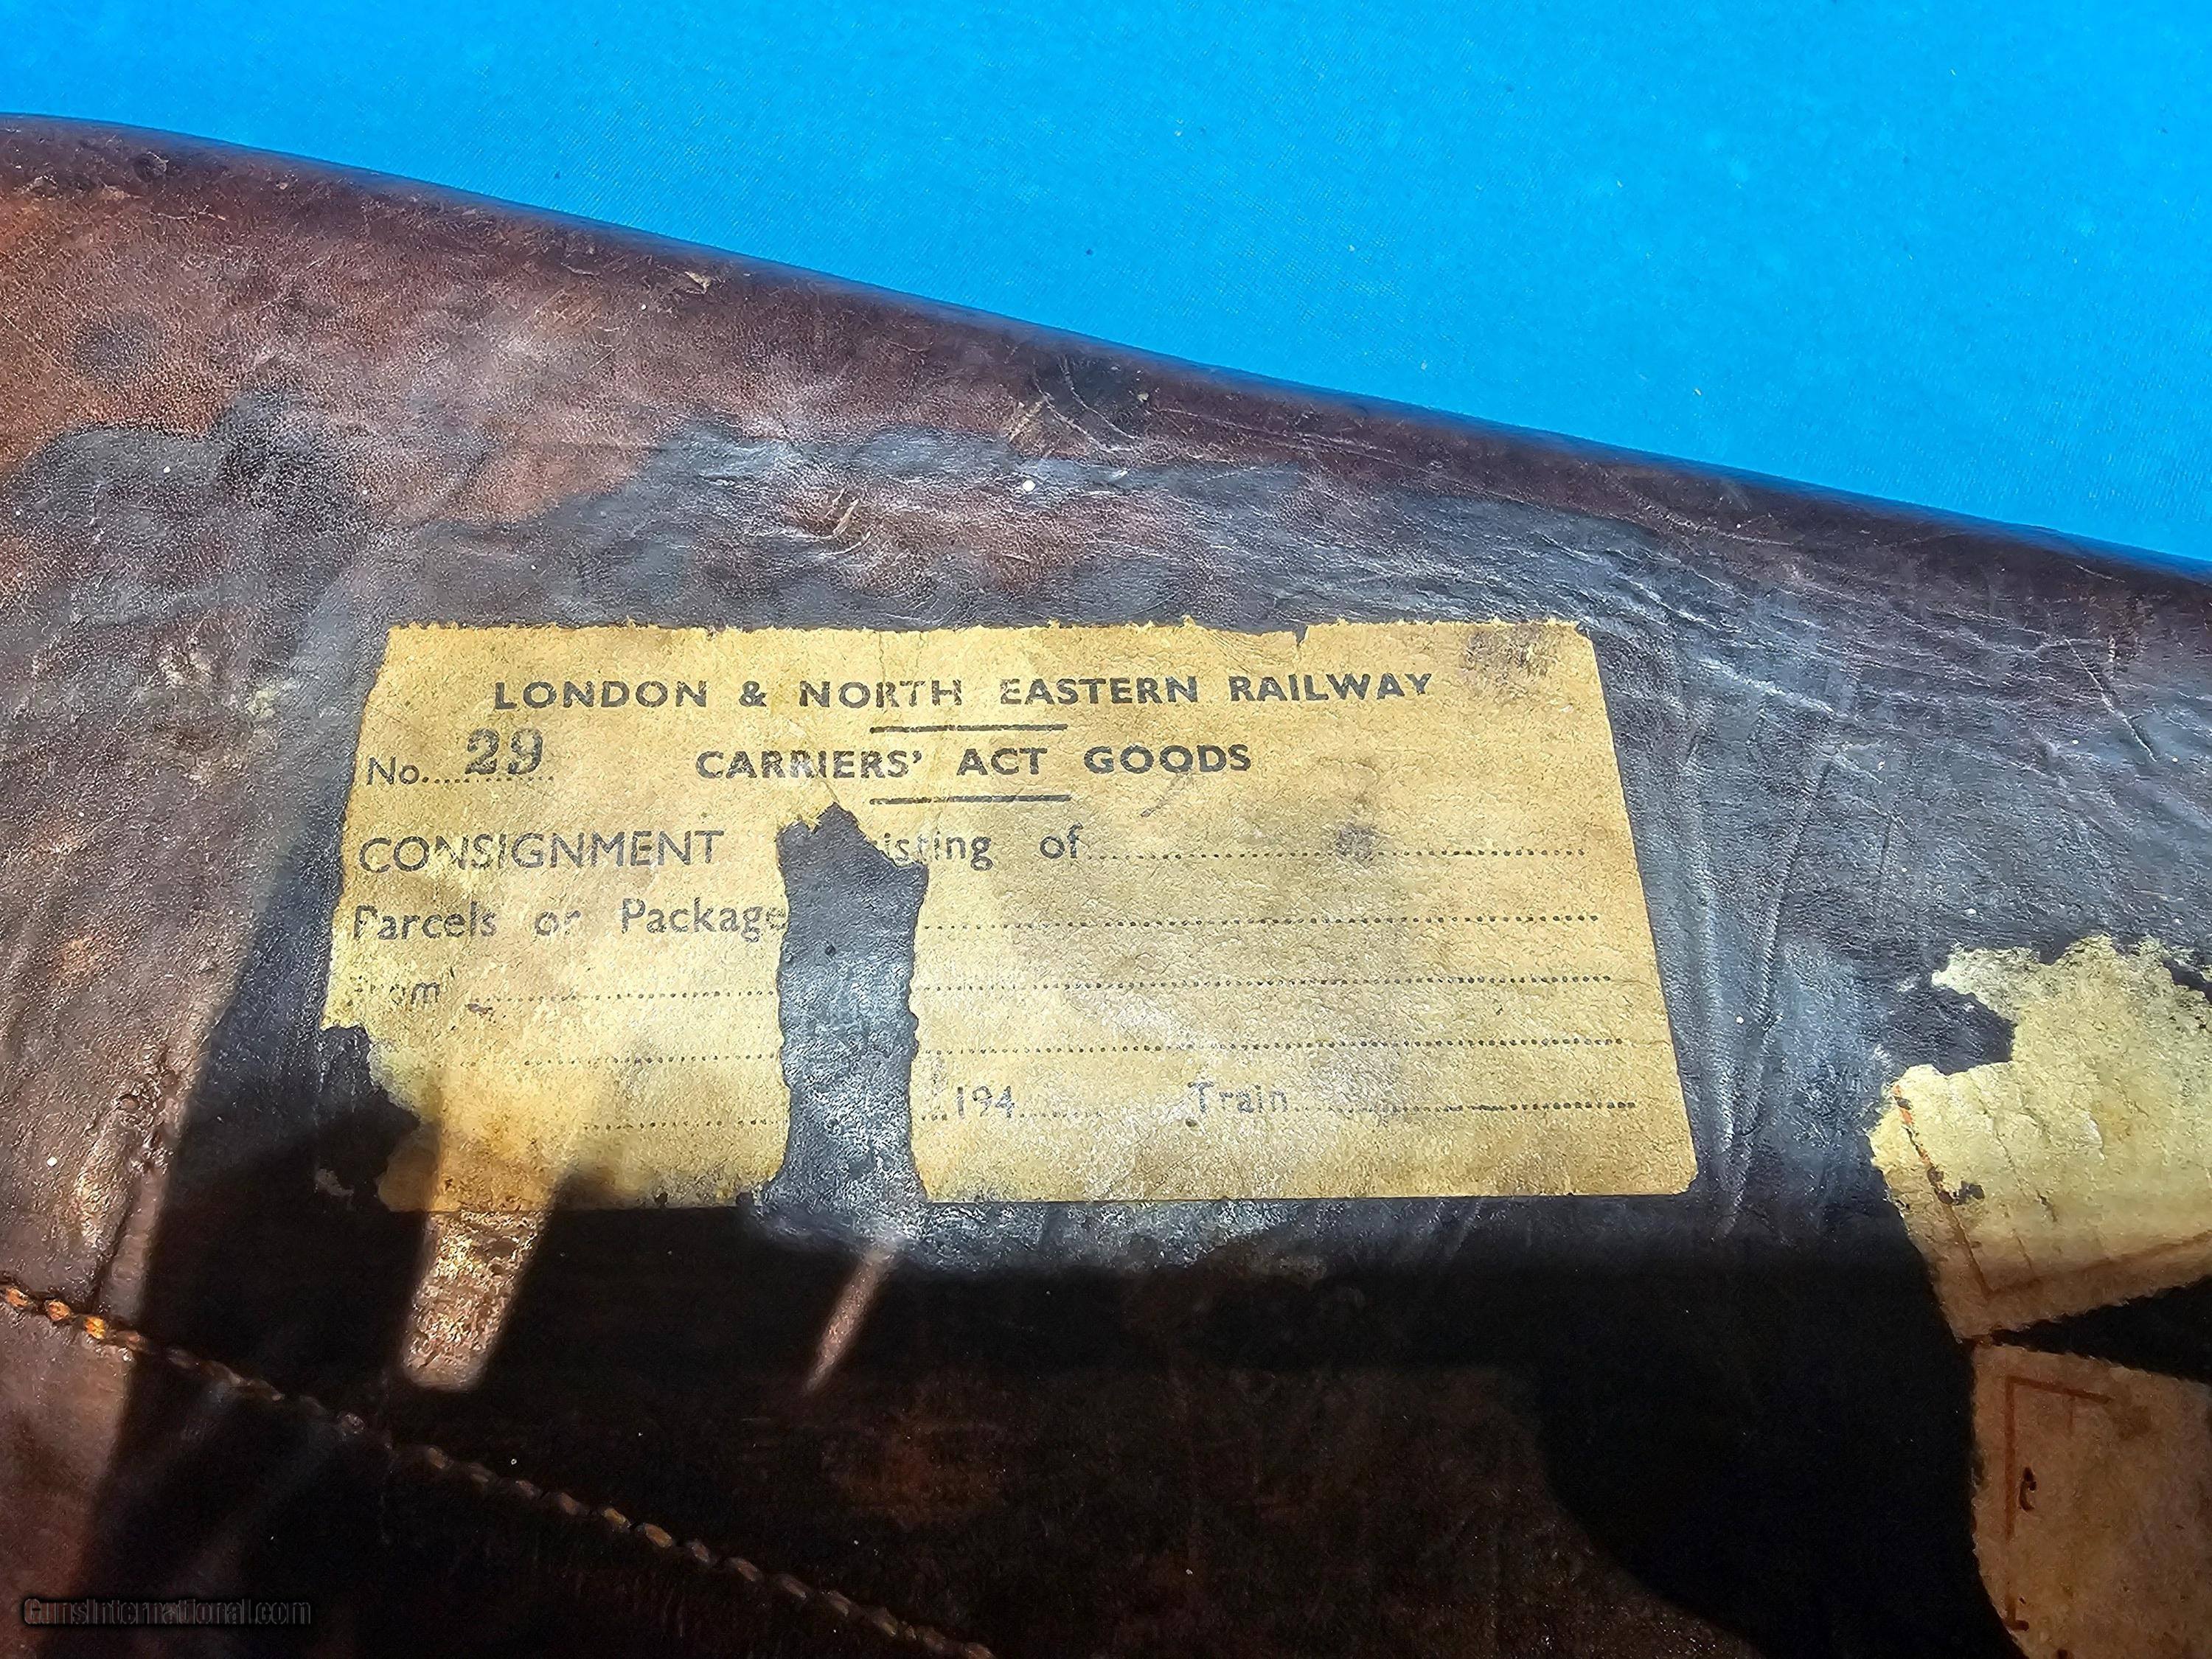 LONDON & NORTH EASTERN RAILWAY
No. 29 CARRIERS' ACT GOODS
CONSIGNMENT isting of
Parcels or Package
From
194 Train
GunsInternational.com